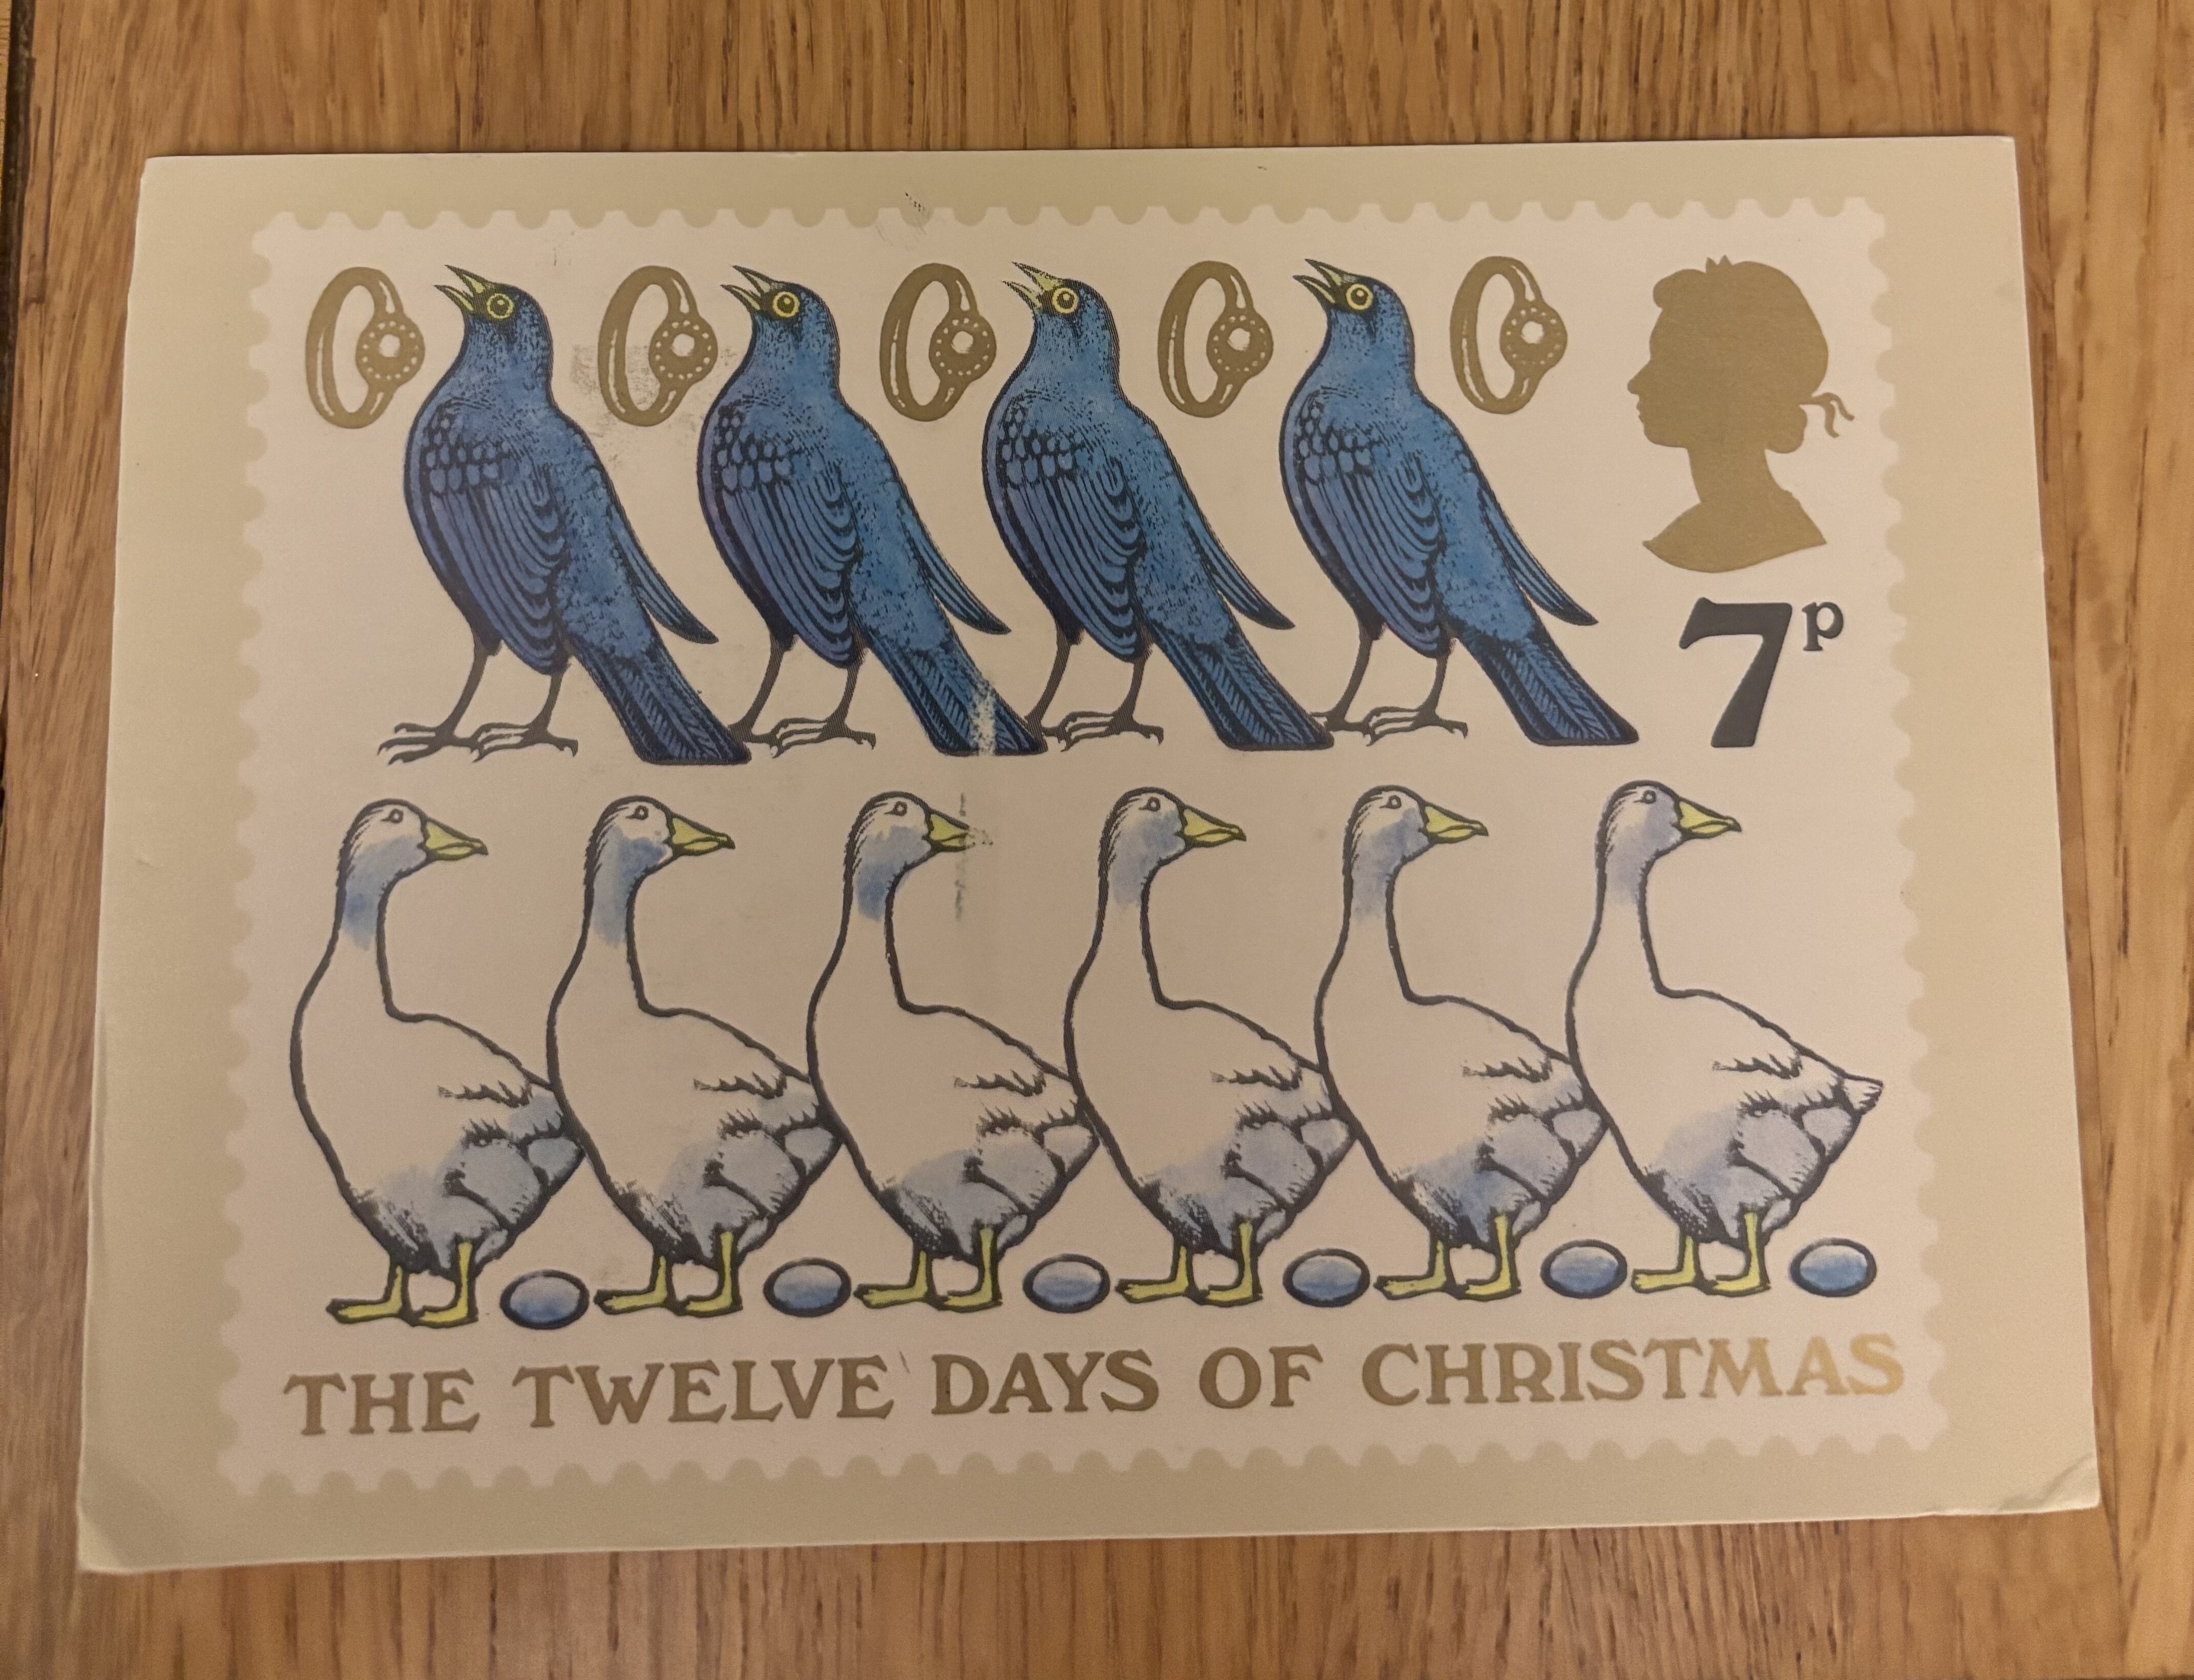 7p
THE TWELVE DAYS OF CHRISTMAS